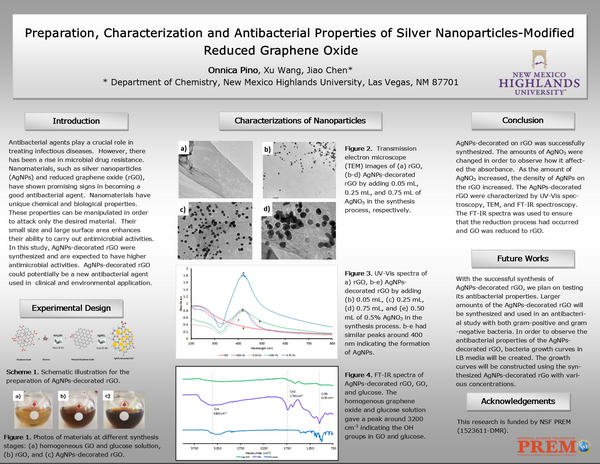 Preparation, Characterization and Antibacterial Properties of Silver Nanoparticles-Modified
Reduced Graphene Oxide
Onnica Pino, Xu Wang, Jiao Chen*
* Department of Chemistry, New Mexico Highlands University, Las Vegas, NM 87701
NEW MEXICO
HIGHLANDS
UNIVERSITY
Introduction
Antibacterial agents play a crucial role in
treating infectious diseases. However, there
has been a rise in microbial drug resistance.
Nanomaterials, such as silver nanoparticles
(AgNPs) and reduced graphene oxide (rGO),
have shown promising signs in becoming a
good antibacterial agent. Nanomaterials have
unique chemical and biological properties.
These properties can be manipulated in order
to attack only the desired material. Their
small size and large surface area enhances
their ability to carry out antimicrobial activities.
In this study, AgNPs-decorated rGO were
synthesized and are expected to have higher
antimicrobial activities. AgNPs-decorated rGO
could potentially be a new antibacterial agent
used in clinical and environmental application.
Experimental Design
Scheme 1. Schematic illustration for the
preparation of AgNPs-decorated rGO.
a)
b)
c)
Figure 1. Photos of materials at different synthesis
stages: (a) homogeneous GO and glucose solution,
(b) rGO, and (c) AgNPs-decorated rGO.
Characterizations of Nanoparticles
a)
b)
c)
d)
Figure 2. Transmission
electron microscope
(TEM) images of (a) rGO,
(b-d) AgNPs-decorated
rGO by adding 0.05 mL,
0.25 mL, and 0.75 mL of
AgNO3 in the synthesis
process, respectively.
200 300 400 500 600 700 800
Wavelength (nm)
Figure 3. UV-Vis spectra of
a) rGO, b-e) AgNPs-
decorated rGO by adding
(b) 0.05 mL, (c) 0.25 mL,
(d) 0.75 mL, and (e) 0.50
mL of 0.5% AgNO3 in the
synthesis process. b-e had
similar peaks around 400
nm indicating the formation
of AgNPs.
3750 3250 2750 2250 1750 1250 750
Figure 4. FT-IR spectra of
AgNPs-decorated rGO, GO,
and glucose. The
homogenous graphene
oxide and glucose solution
gave a peak around 3200
cm-1 indicating the OH
groups in GO and glucose.
Conclusion
AgNPs-decorated on rGO was successfully
synthesized. The amounts of AgNO3 were
changed in order to observe how it affect-
ed the absorbance. As the amount of
AgNO3 increased, the density of AgNPs on
the rGO increased. The AgNPs-decorated
rGO were characterized by UV-Vis spec-
troscopy, TEM, and FT-IR spectroscopy.
The FT-IR spectra was used to ensure
that the reduction process had occurred
and GO was reduced to rGO.
Future Works
With the successful synthesis of
AgNPs-decorated rGO, we plan on testing
its antibacterial properties. Larger
amounts of the AgNPs-decorated rGO will
be synthesized and used in an antibacteri-
al study with both gram-positive and gram
-negative bacteria. In order to observe the
antibacterial properties of the AgNPs-
decorated rGO, bacteria growth curves in
LB media will be created. The growth
curves will be constructed using the syn-
thesized AgNPs-decorated rGo with vari-
ous concentrations.
Acknowledgements
This research is funded by NSF PREM
(1523611-DMR).
PREM